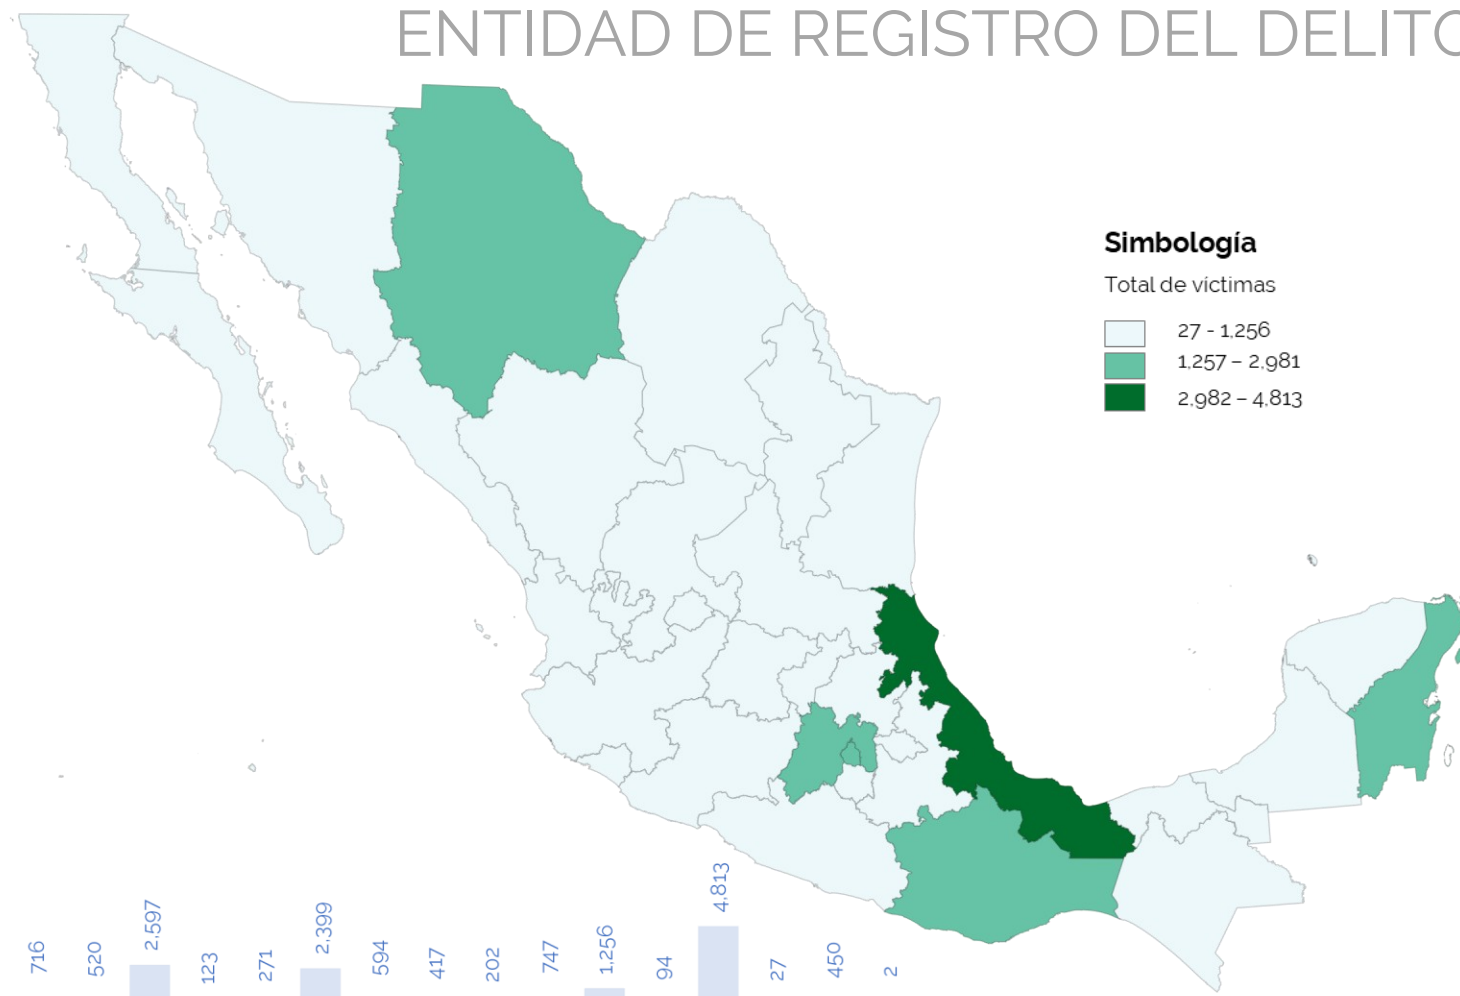 ENTIDAD DE REGISTRO DEL DELITO
Simbología
Total de víctimas
27 - 1,256
1,257 – 2,981
2,982 – 4,813
716
520
2,597
123
271
2,399
594
417
202
747
1,256
94
4,813
27
450
2